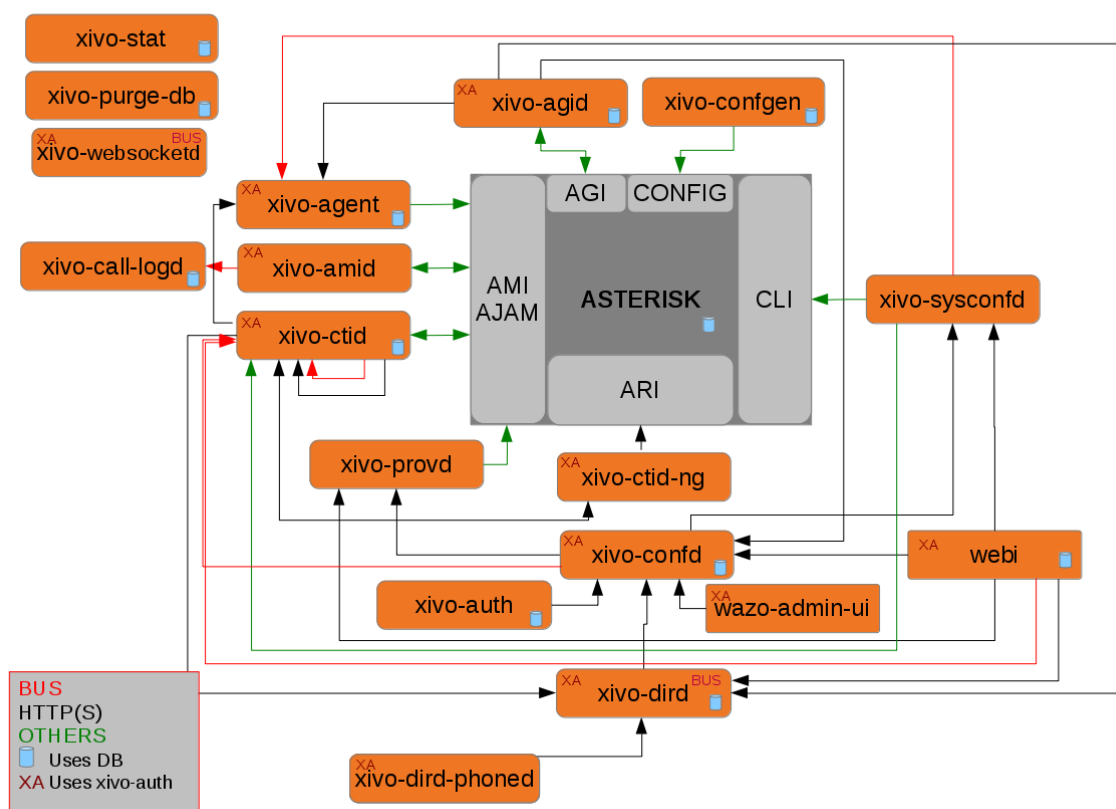 xivo-stat
xivo-purge-db
XA BUS
xivo-websocketd
XA
xivo-agid
xivo-confgen
XA
xivo-agent
AGI
CONFIG
xivo-call-logd
XA
xivo-amid
AMI
AJAM
ASTERISK
CLI
xivo-sysconfd
XA
xivo-ctid
ARI
xivo-provd
XA
xivo-ctid-ng
XA
xivo-confd
XA
webi
xivo-auth
XA
wazo-admin-ui
XA BUS
xivo-dird
XA
xivo-dird-phoned
BUS
HTTP(S)
OTHERS
Uses DB
XA Uses xivo-auth